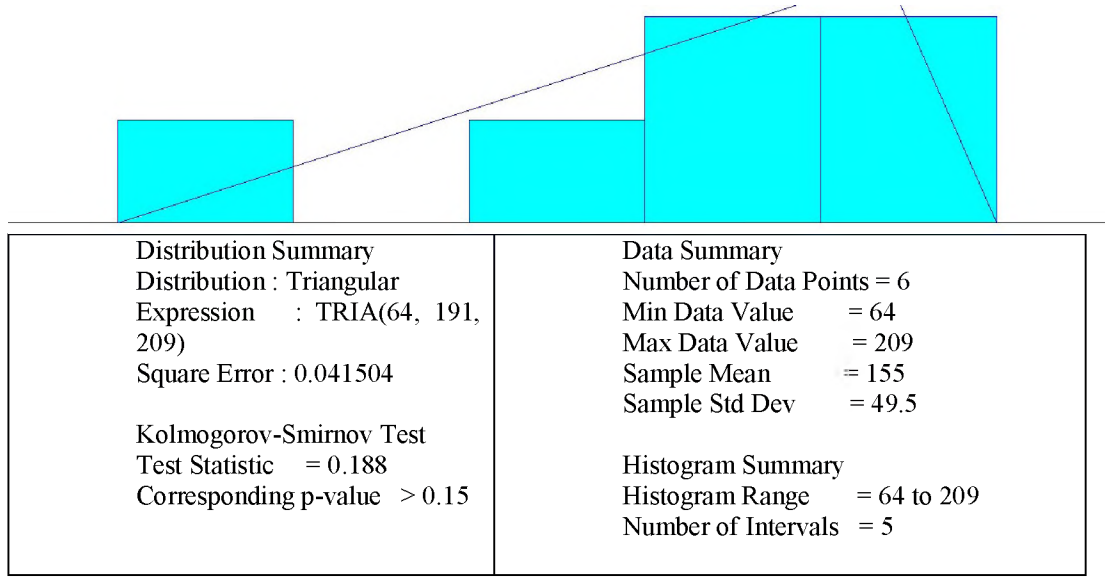 Distribution Summary
Distribution : Triangular
Expression : TRIA(64, 191,
209)
Square Error : 0.041504
Kolmogorov-Smirnov Test
Test Statistic = 0.188
Corresponding p-value > 0.15
Data Summary
Number of Data Points = 6
Min Data Value = 64
Max Data Value = 209
Sample Mean = 155
Sample Std Dev = 49.5
Histogram Summary
Histogram Range = 64 to 209
Number of Intervals = 5